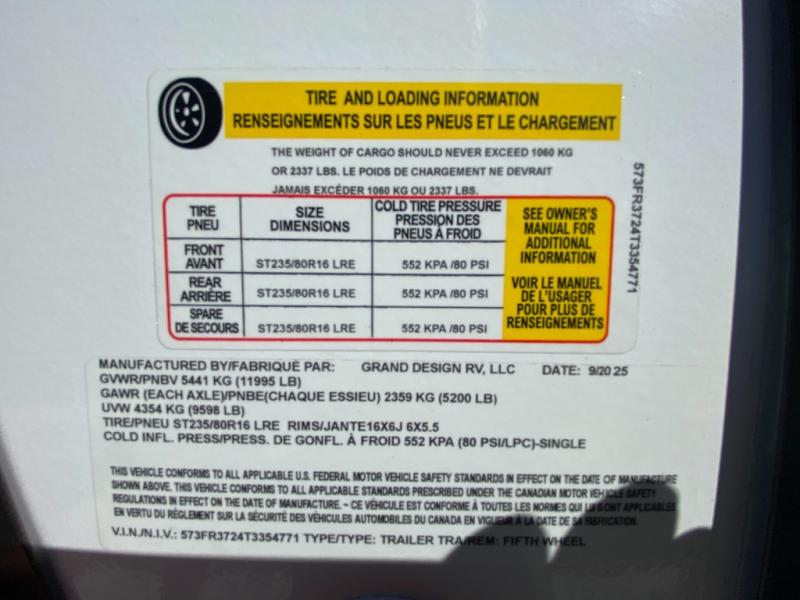 TIRE AND LOADING INFORMATION
RENSEIGNEMENTS SUR LES PNEUS ET LE CHARGEMENT
THE WEIGHT OF CARGO SHOULD NEVER EXCEED 1060 KG
OR 2337 LBS. LE POIDS DE CHARGEMENT NE DEVRAIT
JAMAIS EXCÉDER 1060 KG OU 2337 LBS.
TIRE PNEU SIZE DIMENSIONS COLD TIRE PRESSURE PRESSION DES PNEUS À FROID
FRONT AVANT ST235/80R16 LRE 552 KPA /80 PSI
REAR ARRIÈRE ST235/80R16 LRE 552 KPA /80 PSI
SPARE DE SECOURS ST235/80R16 LRE 552 KPA /80 PSI
SEE OWNER'S
MANUAL FOR
ADDITIONAL
INFORMATION
VOIR LE MANUEL
DE L'USAGER
POUR PLUS DE
RENSEIGNEMENTS
573FR3724T3354771
MANUFACTURED BY/FABRIQUÉ PAR: GRAND DESIGN RV, LLC DATE: 9/2025
GVWR/PNBV 5441 KG (11995 LB)
GAWR (EACH AXLE)/PNBE(CHAQUE ESSIEU) 2359 KG (5200 LB)
UVW 4354 KG (9598 LB)
TIRE/PNEU ST235/80R16 LRE RIMS/JANTE16X6J 6X5.5
COLD INFL. PRESS/PRESS. DE GONFL. À FROID 552 KPA (80 PSI/LPC)-SINGLE
THIS VEHICLE CONFORMS TO ALL APPLICABLE U.S. FEDERAL MOTOR VEHICLE SAFETY STANDARDS IN EFFECT ON THE DATE OF MANUFACTURE
SHOWN ABOVE. THIS VEHICLE CONFORMS TO ALL APPLICABLE STANDARDS PRESCRIBED UNDER THE CANADIAN MOTOR VEHICLE SAFETY
REGULATIONS IN EFFECT ON THE DATE OF MANUFACTURE. - CE VÉHICULE EST CONFORME À TOUTES LES NORMES QUI LUI SONT APPLICABLES
EN VERTU DU RÈGLEMENT SUR LA SÉCURITÉ DES VÉHICULES AUTOMOBILES DU CANADA EN VIGUEUR À LA DATE DE SA FABRICATION.
V.I.N./N.I.V.: 573FR3724T3354771 TYPE/TYPE: TRAILER TRA/REM: FIFTH WHEEL